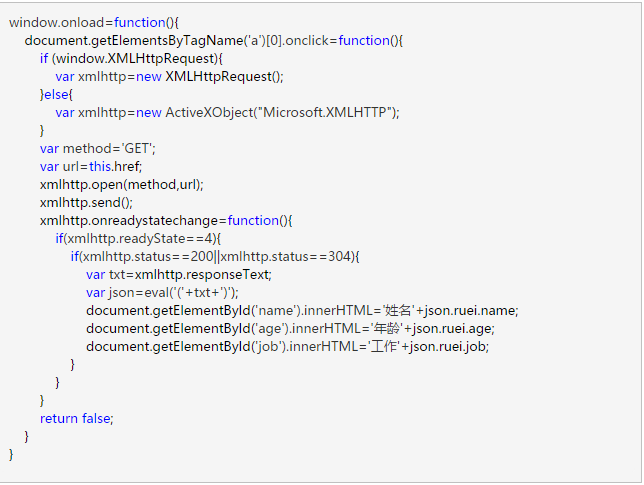 window.onload=function(){
document.getElementsByTagName('a')[0].onclick=function(){
if (window.XMLHttpRequest){
var xmlhttp=new XMLHttpRequest();
}else{
var xmlhttp=new ActiveXObject("Microsoft.XMLHTTP");
}
var method='GET';
var url=this.href;
xmlhttp.open(method,url);
xmlhttp.send();
xmlhttp.onreadystatechange=function(){
if(xmlhttp.readyState==4){
if(xmlhttp.status==200||xmlhttp.status==304){
var txt=xmlhttp.responseText;
var json=eval('('+txt+')');
document.getElementById('name').innerHTML='姓名'+json.ruei.name;
document.getElementById('age').innerHTML='年龄'+json.ruei.age;
document.getElementById('job').innerHTML='工作'+json.ruei.job;
}
}
}
return false;
}
}